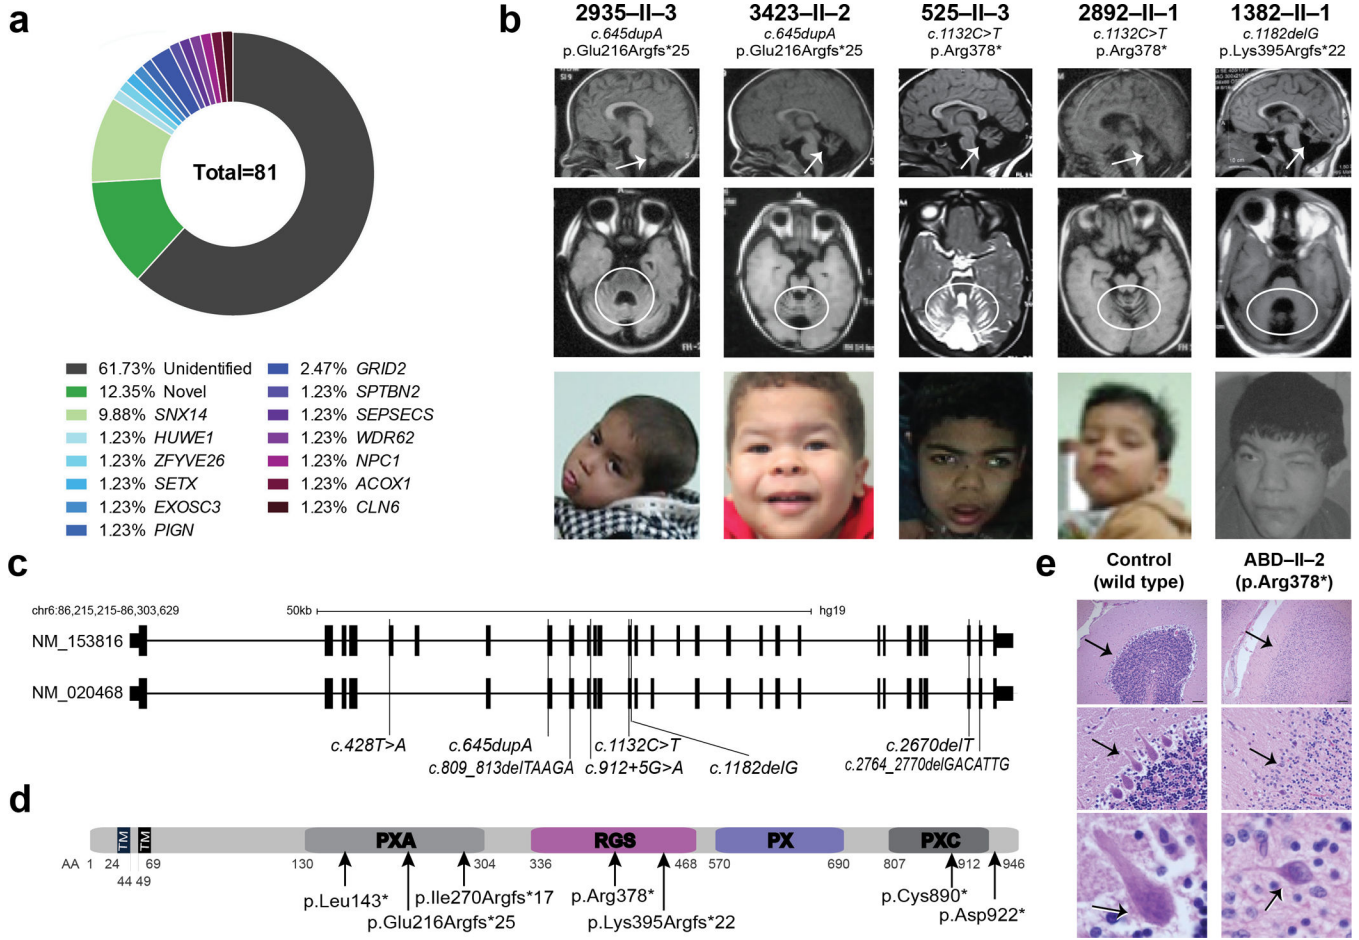 a
Total=81
61.73% Unidentified
12.35% Novel
9.88% SNX14
1.23% HUWE1
1.23% ZFYVE26
1.23% SETX
1.23% EXOSC3
1.23% PIGN
2.47% GRID2
1.23% SPTBN2
1.23% SEPSECS
1.23% WDR62
1.23% NPC1
1.23% ACOX1
1.23% CLN6
b
2935–II–3
c.645dupA
p.Glu216Argfs*25
3423–II–2
c.645dupA
p.Glu216Argfs*25
525–II–3
c.1132C>T
p.Arg378*
2892–II–1
c.1132C>T
p.Arg378*
1382–II–1
c.1182delG
p.Lys395Argfs*22
c
chr6:86,215,215-86,303,629
50kb
hg19
NM_153816
NM_020468
c.428T>A
c.645dupA
c.1132C>T
c.2670delT
c.809_813delTAAGA
c.912+5G>A
c.1182delG
c.2764_2770delGACATTG
d
TM TM PXA RGS PX PXC
AA 1 24 69 130 304 336 468 570 690 807 912 946
44 49
p.Leu143* p.Ile270Argfs*17 p.Arg378* p.Cys890*
p.Glu216Argfs*25 p.Lys395Argfs*22 p.Asp922*
e
Control
(wild type)
ABD–II–2
(p.Arg378*)